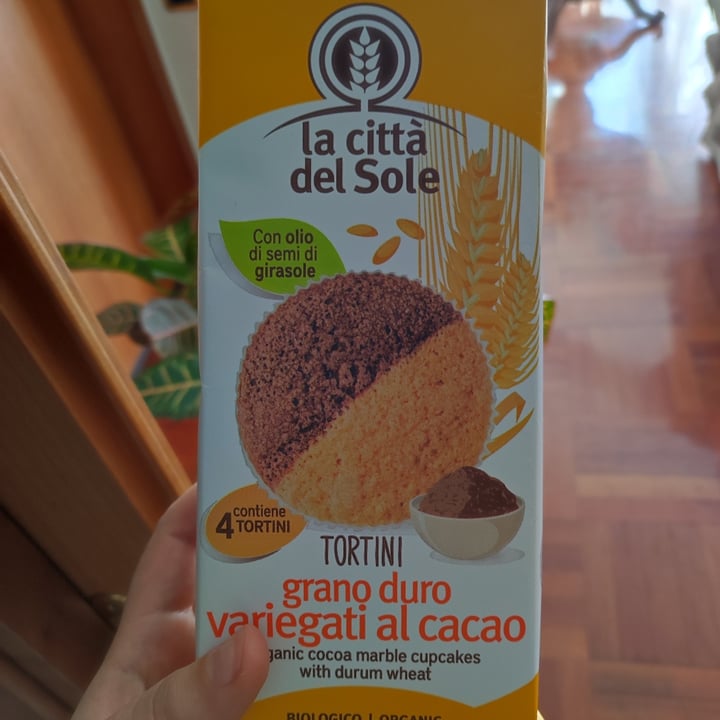 la città
del Sole
Con olio
di semi di
girasole
contiene
4 TORTINI
TORTINI
grano duro
variegati al cacao
cocoa marble cupcakes
with durum wheat
BIOLOGICO | ORGANIC